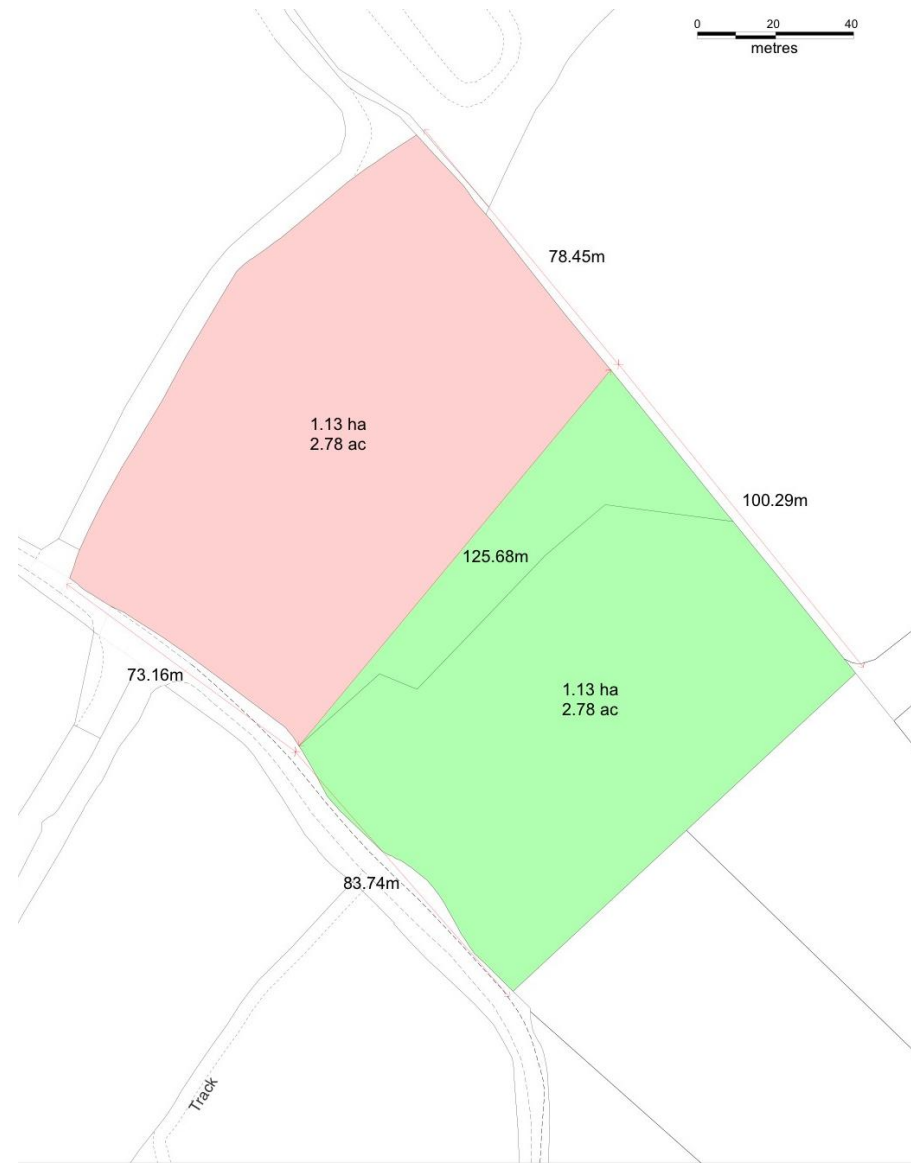 0 20 40
metres
78.45m
1.13 ha
2.78 ac
100.29m
125.68m
73.16m
1.13 ha
2.78 ac
83.74m
Track